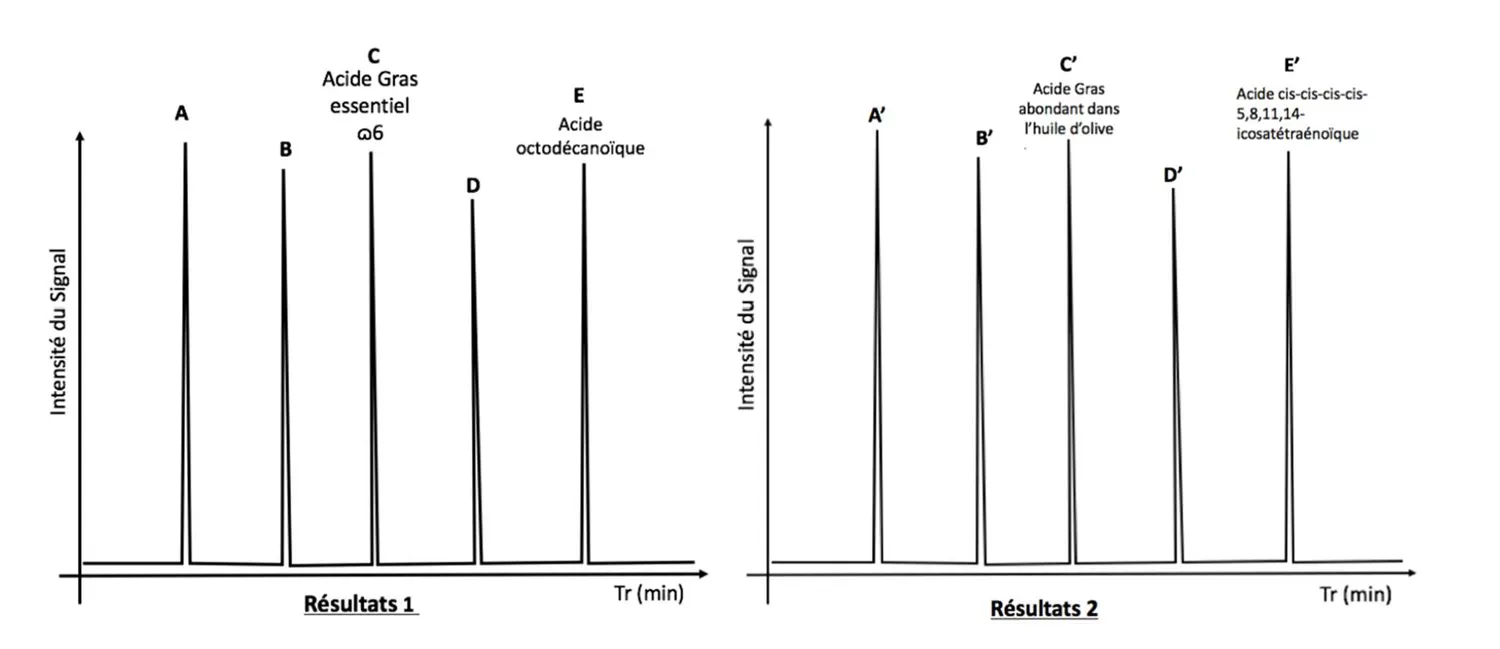 C
Acide Gras
essentiel
ω6
A
B
D
E
Acide
octodécanoïque
Intensité du Signal
Tr (min)
Résultats 1
A’
B’
C’
Acide Gras
abondant dans
l’huile d’olive
D’
E’
Acide cis-cis-cis-cis-
5,8,11,14-
icosatétraénoïque
Intensité du Signal
Tr (min)
Résultats 2